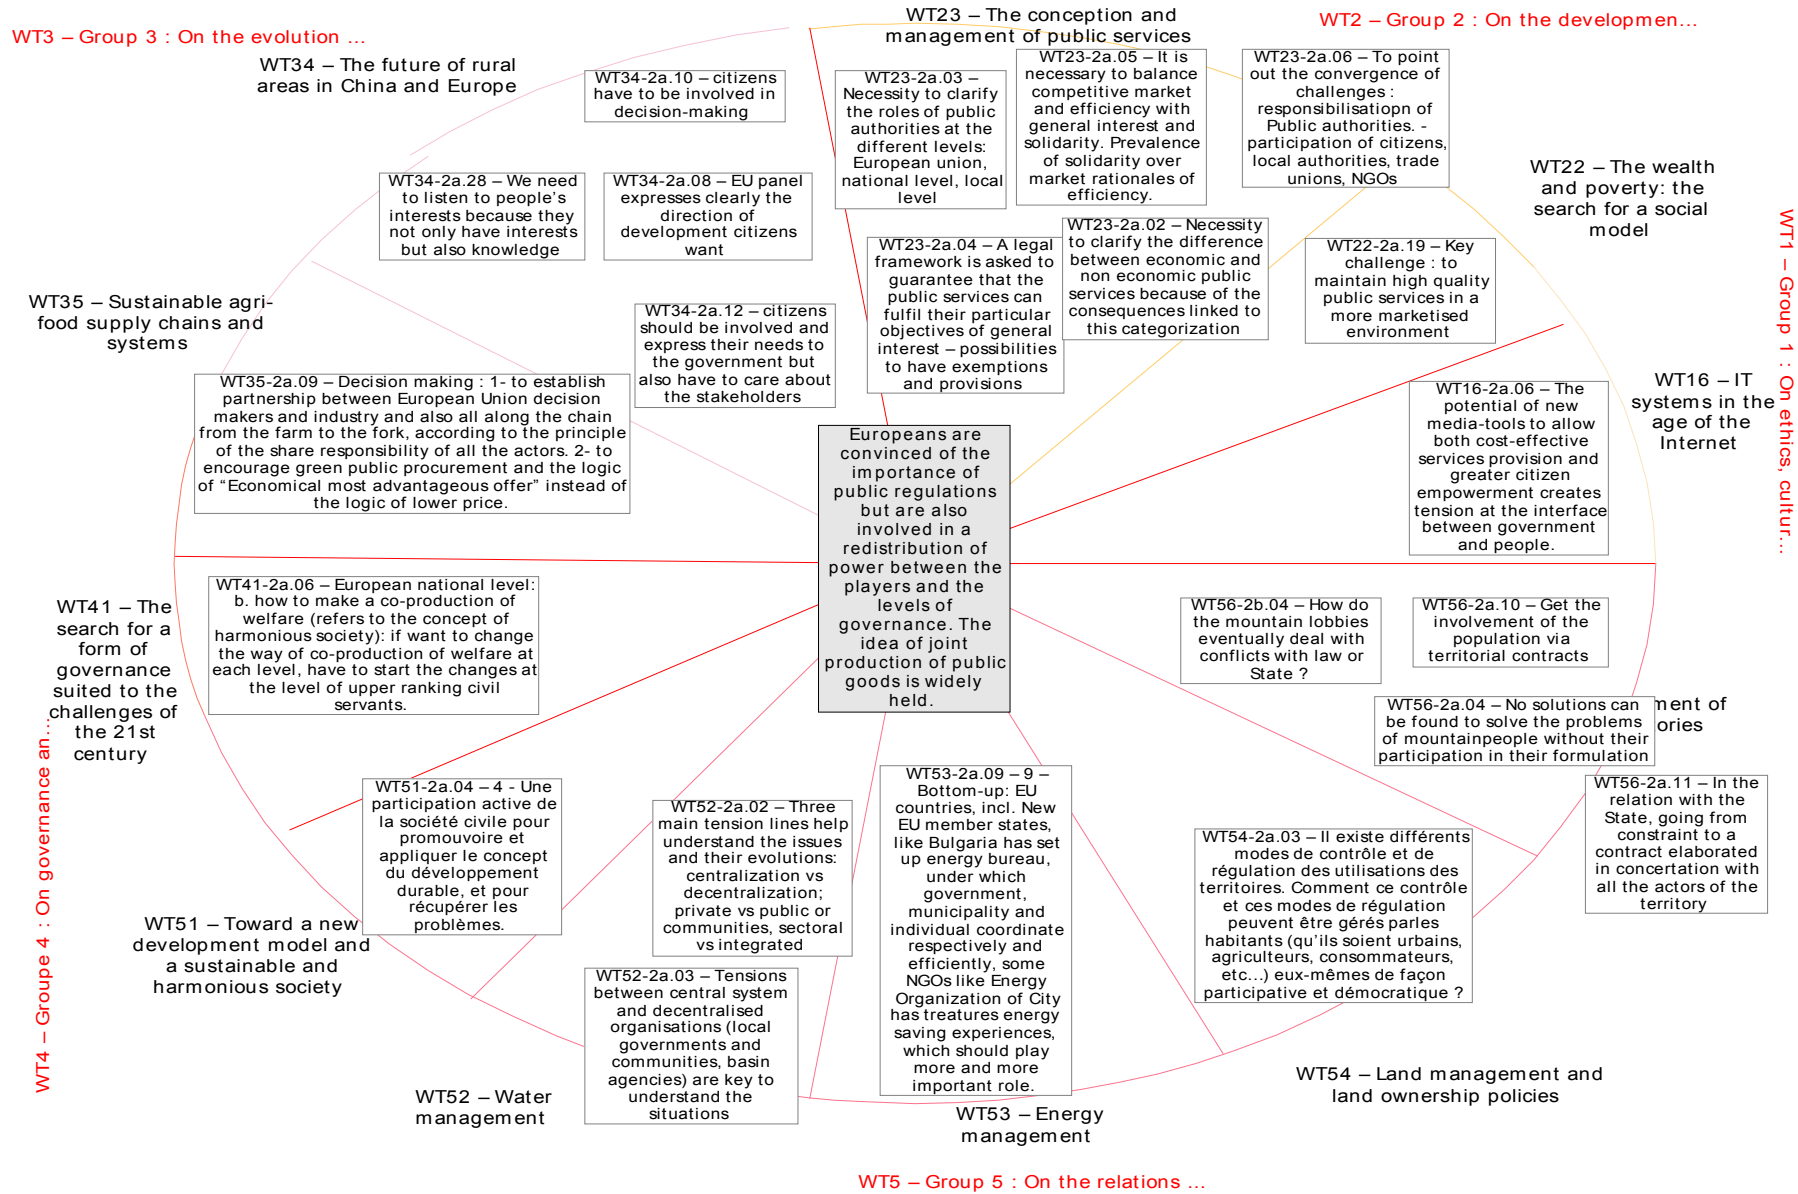 WT3 – Group 3 : On the evolution ...
WT23 – The conception and
management of public services
WT2 – Group 2 : On the developmen...
WT34 – The future of rural
areas in China and Europe
WT34-2a.10 – citizens
have to be involved in
decision-making
WT23-2a.03 –
Necessity to clarify
the roles of public
authorities at the
different levels:
European union,
national level, local
level
WT23-2a.05 – It is
necessary to balance
competitive market
and efficiency with
general interest and
solidarity. Prevalence
of solidarity over
market rationales of
efficiency.
WT23-2a.06 – To point
out the convergence of
challenges :
responsibilisatiopn of
Public authorities. -
participation of citizens,
local authorities, trade
unions, NGOs
WT22 – The wealth
and poverty: the
search for a social
model
WT34-2a.28 – We need
to listen to people's
interests because they
not only have interests
but also knowledge
WT34-2a.08 – EU panel
expresses clearly the
direction of
development citizens
want
WT23-2a.04 – A legal
framework is asked to
guarantee that the
public services can
fulfil their particular
objectives of general
interest – possibilities
to have exemptions
and provisions
WT23-2a.02 – Necessity
to clarify the difference
between economic and
non economic public
services because of the
consequences linked to
this categorization
WT22-2a.19 – Key
challenge : to
maintain high quality
public services in a
more marketised
environment
WT1 – Group 1 : On ethics, cultur...
WT35 – Sustainable agri-
food supply chains and
systems
WT34-2a.12 – citizens
should be involved and
express their needs to
the government but
also have to care about
the stakeholders
WT35-2a.09 – Decision making : 1- to establish
partnership between European Union decision
makers and industry and also all along the chain
from the farm to the fork, according to the principle
of the share responsibility of all the actors. 2- to
encourage green public procurement and the logic
of “Economical most advantageous offer” instead of
the logic of lower price.
WT16-2a.06 – The
potential of new
media-tools to allow
both cost-effective
services provision and
greater citizen
empowerment creates
tension at the interface
between government
and people.
WT16 – IT
systems in the
age of the
Internet
Europeans are
convinced of the
importance of
public regulations
but are also
involved in a
redistribution of
power between the
players and the
levels of
governance. The
idea of joint
production of public
goods is widely
held.
WT41 – The
search for a
form of
governance
suited to the
challenges of
the 21st
century
WT41-2a.06 – European national level:
b. how to make a co-production of
welfare (refers to the concept of
harmonious society): if want to change
the way of co-production of welfare at
each level, have to start the changes at
the level of upper ranking civil
servants.
WT56-2b.04 – How do
the mountain lobbies
eventually deal with
conflicts with law or
State ?
WT56-2a.10 – Get the
involvement of the
population via
territorial contracts
WT56-2a.04 – No solutions can
be found to solve the problems
of mountainpeople without their
participation in their formulation
ment of
ories
WT4 – Groupe 4 : On governance an...
WT51-2a.04 – 4 - Une
participation active de
la société civile pour
promouvoire et
appliquer le concept
du développement
durable, et pour
récupérer les
problèmes.
WT52-2a.02 – Three
main tension lines help
understand the issues
and their evolutions:
centralization vs
decentralization;
private vs public or
communities, sectoral
vs integrated
WT53-2a.09 – 9 –
Bottom-up: EU
countries, incl. New
EU member states,
like Bulgaria has set
up energy bureau,
under which
government,
municipality and
individual coordinate
respectively and
efficiently, some
NGOs like Energy
Organization of City
has treatures energy
saving experiences,
which should play
more and more
important role.
WT54-2a.03 – Il existe différents
modes de contrôle et de
régulation des utilisations des
territoires. Comment ce contrôle
et ces modes de régulation
peuvent être gérés parles
habitants (qu'ils soient urbains,
agriculteurs, consommateurs,
etc...) eux-mêmes de façon
participative et démocratique ?
WT56-2a.11 – In the
relation with the
State, going from
constraint to a
contract elaborated
in concertation with
all the actors of the
territory
WT51 – Toward a new
development model and
a sustainable and
harmonious society
WT52-2a.03 – Tensions
between central system
and decentralised
organisations (local
governments and
communities, basin
agencies) are key to
understand the
situations
WT52 – Water
management
WT53 – Energy
management
WT54 – Land management and
land ownership policies
WT5 – Group 5 : On the relations ...